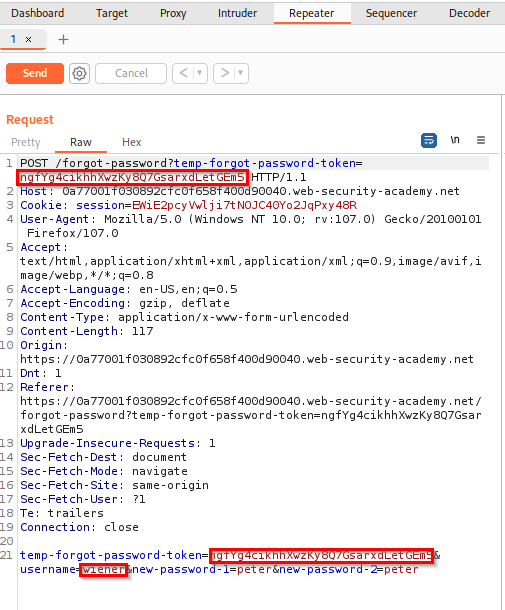 Dashboard Target Proxy Intruder Repeater Sequencer Decoder
1 × +
Send Cancel < ▾ > ▾
Request
Pretty Raw Hex \n ≡
1 POST /forgot-password?temp-forgot-password-token=
ngfYg4cikhhXwzKy8Q7GsarxdLetGEm5 HTTP/1.1
2 Host: 0a77001f030892cfc0f658f400d90040.web-security-academy.net
3 Cookie: session=EWiE2pcyVwlji7tNOJC40Yo2JqPxy48R
4 User-Agent: Mozilla/5.0 (Windows NT 10.0; rv:107.0) Gecko/20100101
Firefox/107.0
5 Accept:
text/html,application/xhtml+xml,application/xml;q=0.9,image/avif,i
mage/webp,*/*;q=0.8
6 Accept-Language: en-US,en;q=0.5
7 Accept-Encoding: gzip, deflate
8 Content-Type: application/x-www-form-urlencoded
9 Content-Length: 117
10 Origin:
https://0a77001f030892cfc0f658f400d90040.web-security-academy.net
11 Dnt: 1
12 Referer:
https://0a77001f030892cfc0f658f400d90040.web-security-academy.net/
forgot-password?temp-forgot-password-token=ngfYg4cikhhXwzKy8Q7Gsar
xdLetGEm5
13 Upgrade-Insecure-Requests: 1
14 Sec-Fetch-Dest: document
15 Sec-Fetch-Mode: navigate
16 Sec-Fetch-Site: same-origin
17 Sec-Fetch-User: ?1
18 Te: trailers
19 Connection: close
20
21 temp-forgot-password-token=ngfYg4cikhhXwzKy8Q7GsarxdLetGEm5&
username=wiener&new-password-1=peter&new-password-2=peter